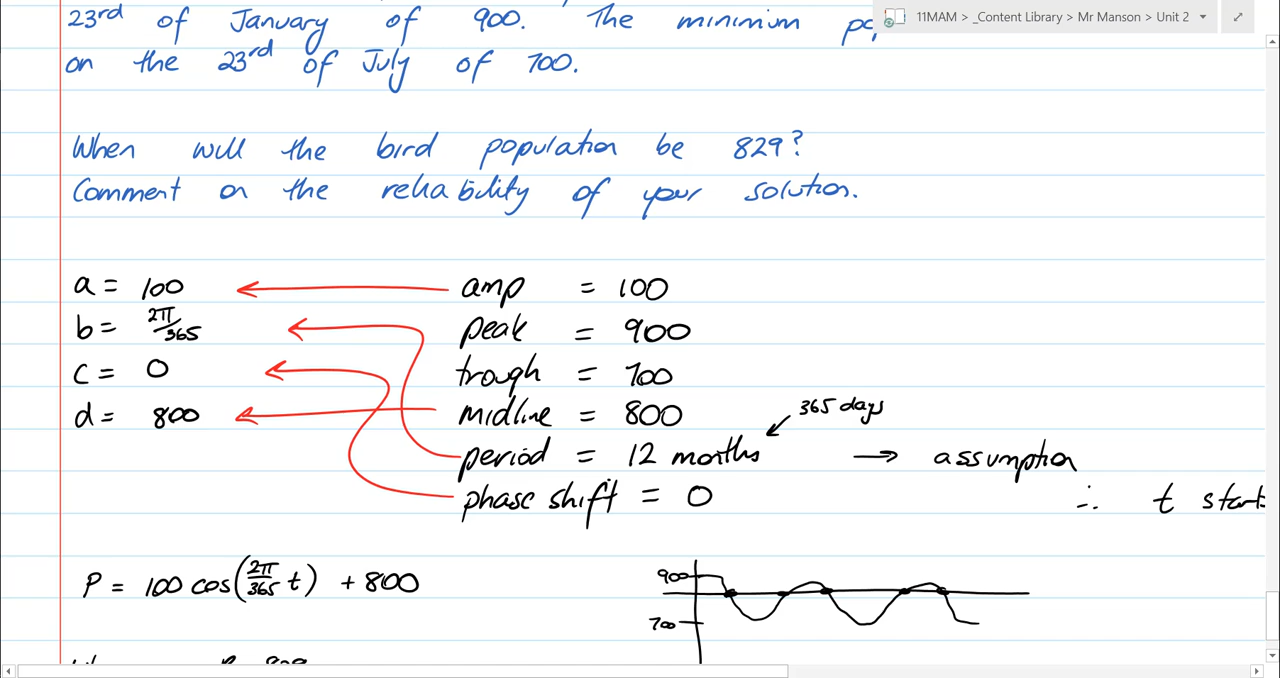 11MAM > _Content Library > Mr Manson > Unit 2
23rd of January of 900. The minimum
on the 23rd of July of 700.
When will the bird population be 829?
Comment on the reliability of your solution.
a = 100
amp = 100
b = 2π/365
peak = 900
c = 0
trough = 700
d = 800
midline = 800
365 days
period = 12 months → assumption
phase shift = 0
∴ t starts
P = 100 cos(2π/365 t) + 800
900
700